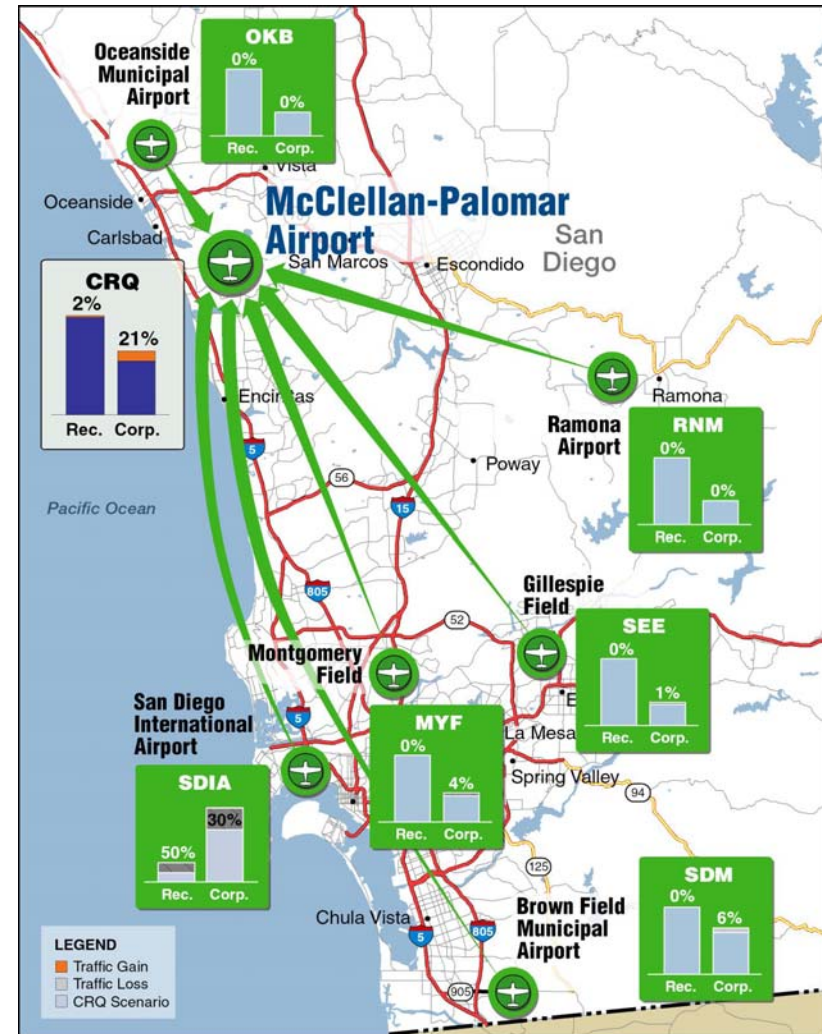 Oceanside
Municipal
Airport
OKB
0%
0%
Rec.
Corp.
Vista
Oceanside
Carlsbad
McClellan-Palomar
Airport
San Marcos
Escondido
San
Diego
CRQ
2%
21%
Rec.
Corp.
Encinitas
Ramona
Ramona
Airport
RNM
0%
0%
Rec.
Corp.
5
56
15
Poway
Pacific Ocean
805
52
Gillespie
Field
SEE
0%
1%
Rec.
Corp.
Montgomery
Field
San Diego
International
Airport
5
SDIA
50%
30%
Rec.
Corp.
MYF
0%
4%
Rec.
Corp.
La Mesa
Spring Valley
94
125
Chula Vista
5
805
905
Brown Field
Municipal
Airport
SDM
0%
6%
Rec.
Corp.
LEGEND
Traffic Gain
Traffic Loss
CRQ Scenario